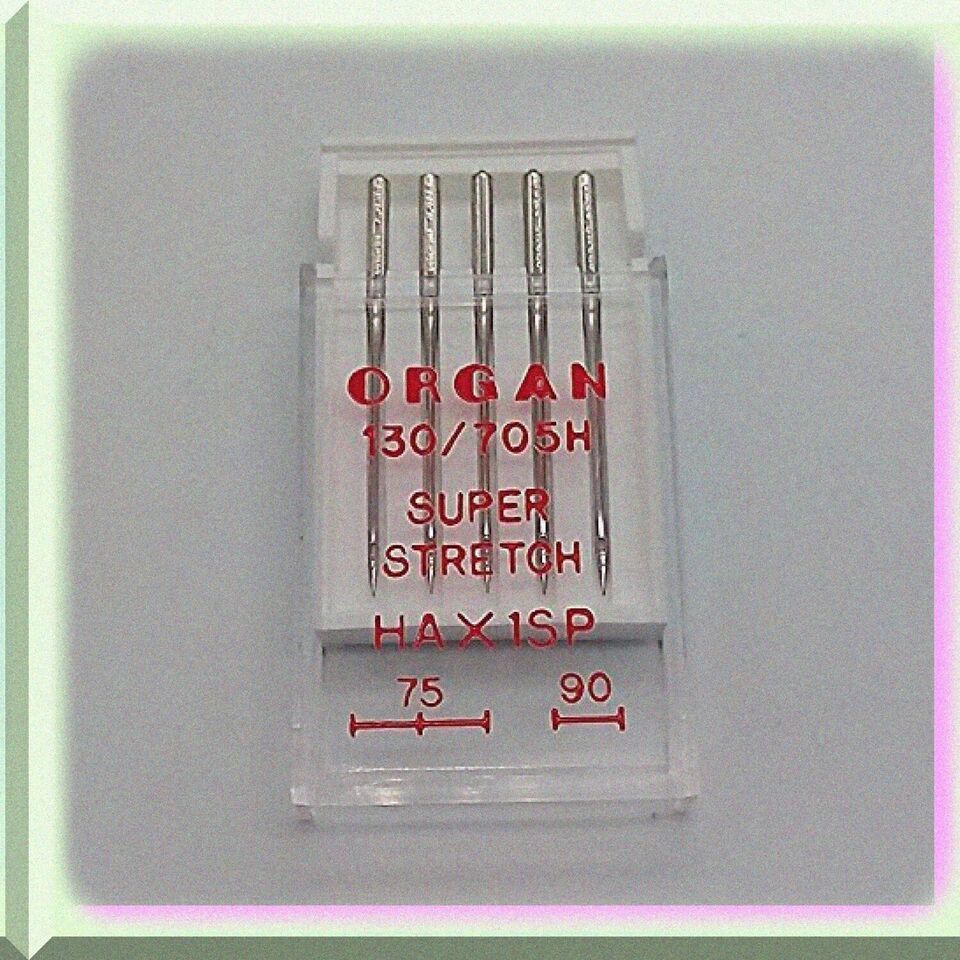 ORGAN
130/705H
SUPER
STRETCH
HAX1SP
75 90